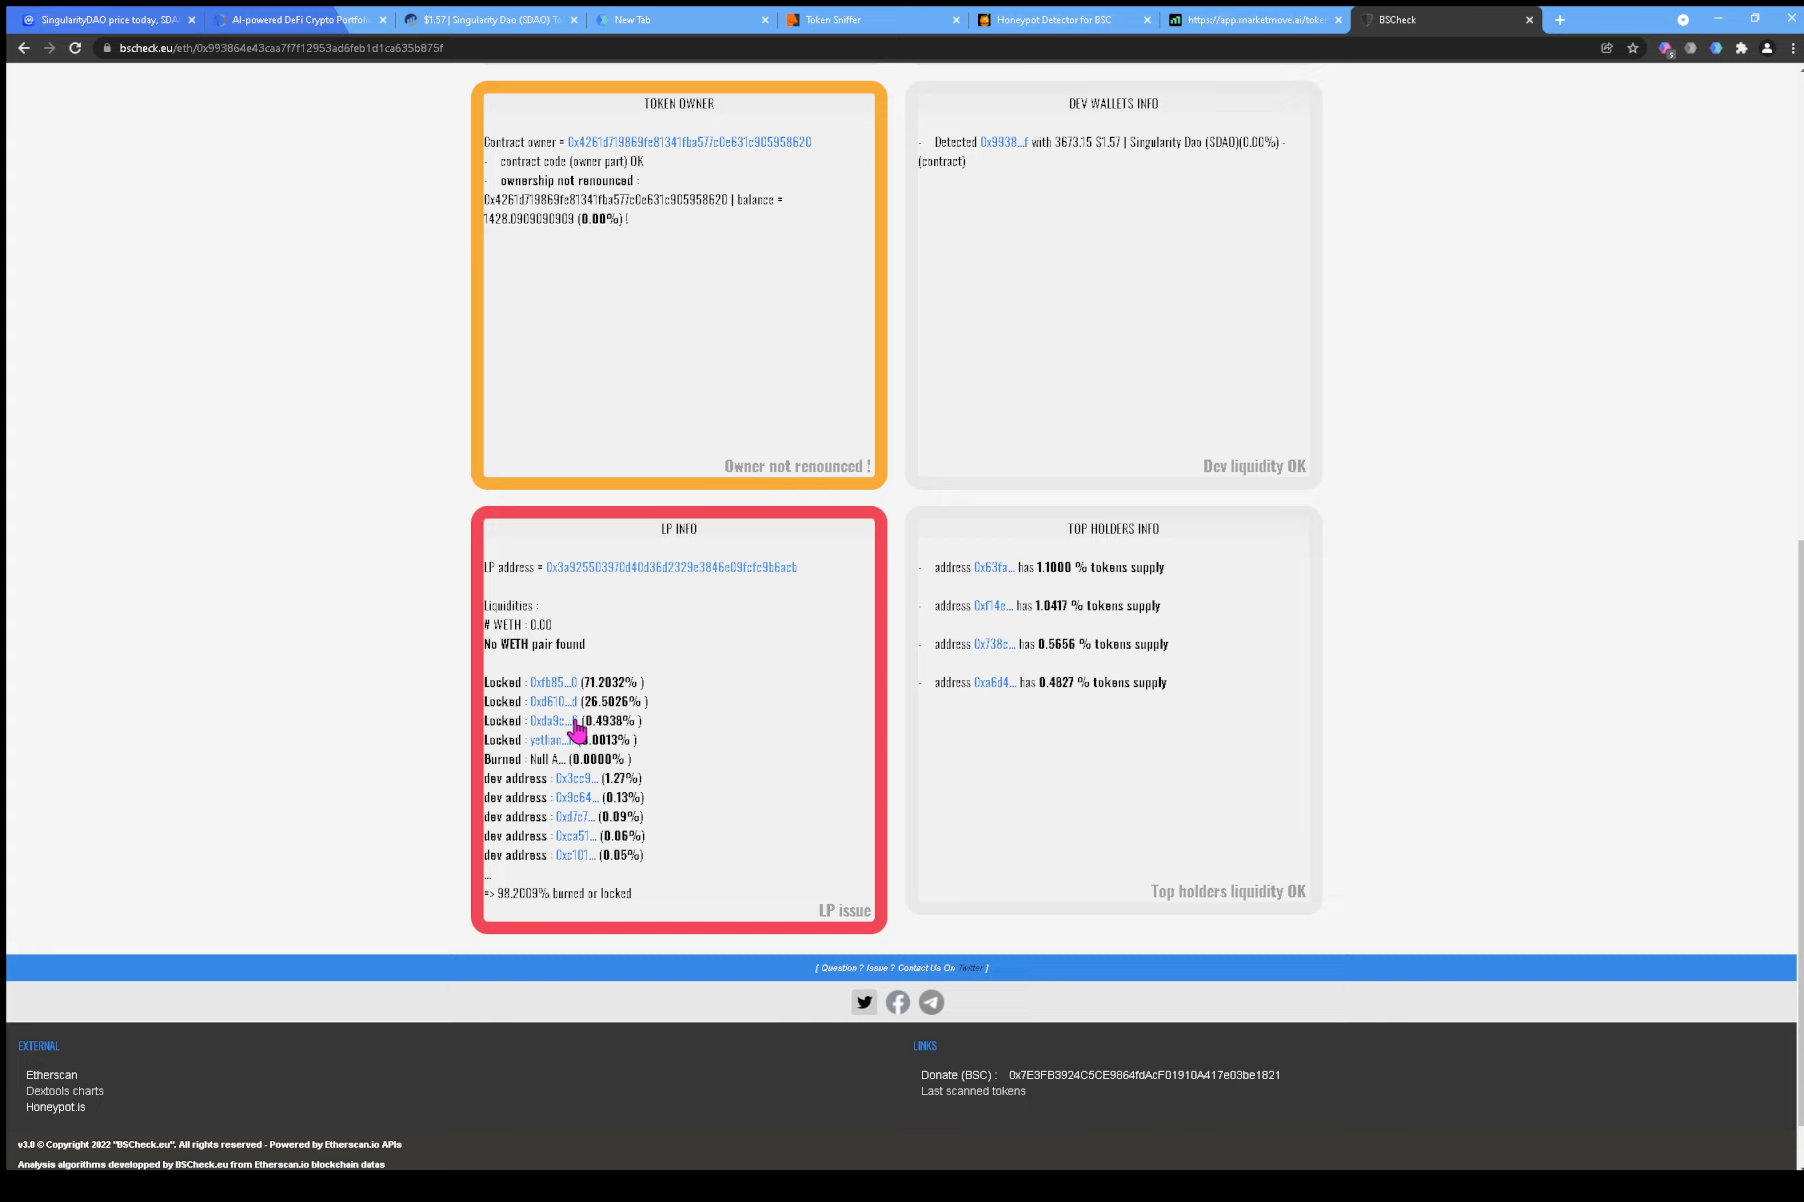 SingularityDAO price today, SDA
AI-powered DeFi Crypto Portfolio
$1.57 | Singularity Dao (SDAO) To
New Tab
Token Sniffer
Honeypot Detector for BSC
https://app.marketmove.ai/toke
BSCheck
bscheck.eu/eth/0x993864e43caa7f7f12953ad6feb1d1ca635b875f
TOKEN OWNER
Contract owner = 0x4261d719869fe81341fba577c0e631c905958620
- contract code (owner part) OK
- ownership not renounced :
0x4261d719869fe81341fba577c0e631c905958620 | balance =
1428.0909090909 (0.00%) !
Owner not renounced !
DEV WALLETS INFO
- Detected 0x9938...f with 3673.15 $1.57 | Singularity Dao (SDAO)(0.00%) -
(contract)
Dev liquidity OK
LP INFO
LP address = 0x3a925503970d40d36d2329e3846e09fcfc9b6acb
Liquidities :
# WETH : 0.00
No WETH pair found
Locked : 0xfb85...0 (71.2032% )
Locked : 0xd610...d (26.5026% )
Locked : 0xda9c... (0.4938% )
Locked : yethan... .0013% )
Burned : Null A... (0.0000% )
dev address : 0x3cc9... (1.27%)
dev address : 0x9c64... (0.13%)
dev address : 0xd7c7... (0.09%)
dev address : 0xca51... (0.06%)
dev address : 0xc101... (0.05%)
...
=> 98.2009% burned or locked
LP issue
TOP HOLDERS INFO
- address 0x63fa... has 1.1000 % tokens supply
- address 0xf14e... has 1.0417 % tokens supply
- address 0x738c... has 0.5656 % tokens supply
- address 0xa6d4... has 0.4827 % tokens supply
Top holders liquidity OK
[ Question ? Issue ? Contact Us On Twitter ]
EXTERNAL
Etherscan
Dextools charts
Honeypot.is
LINKS
Donate (BSC) : 0x7E3FB3924C5CE9864fdAcF01910A417e03be1821
Last scanned tokens
v3.0 © Copyright 2022 "BSCheck.eu". All rights reserved - Powered by Etherscan.io APIs
Analysis algorithms developped by BSCheck.eu from Etherscan.io blockchain datas